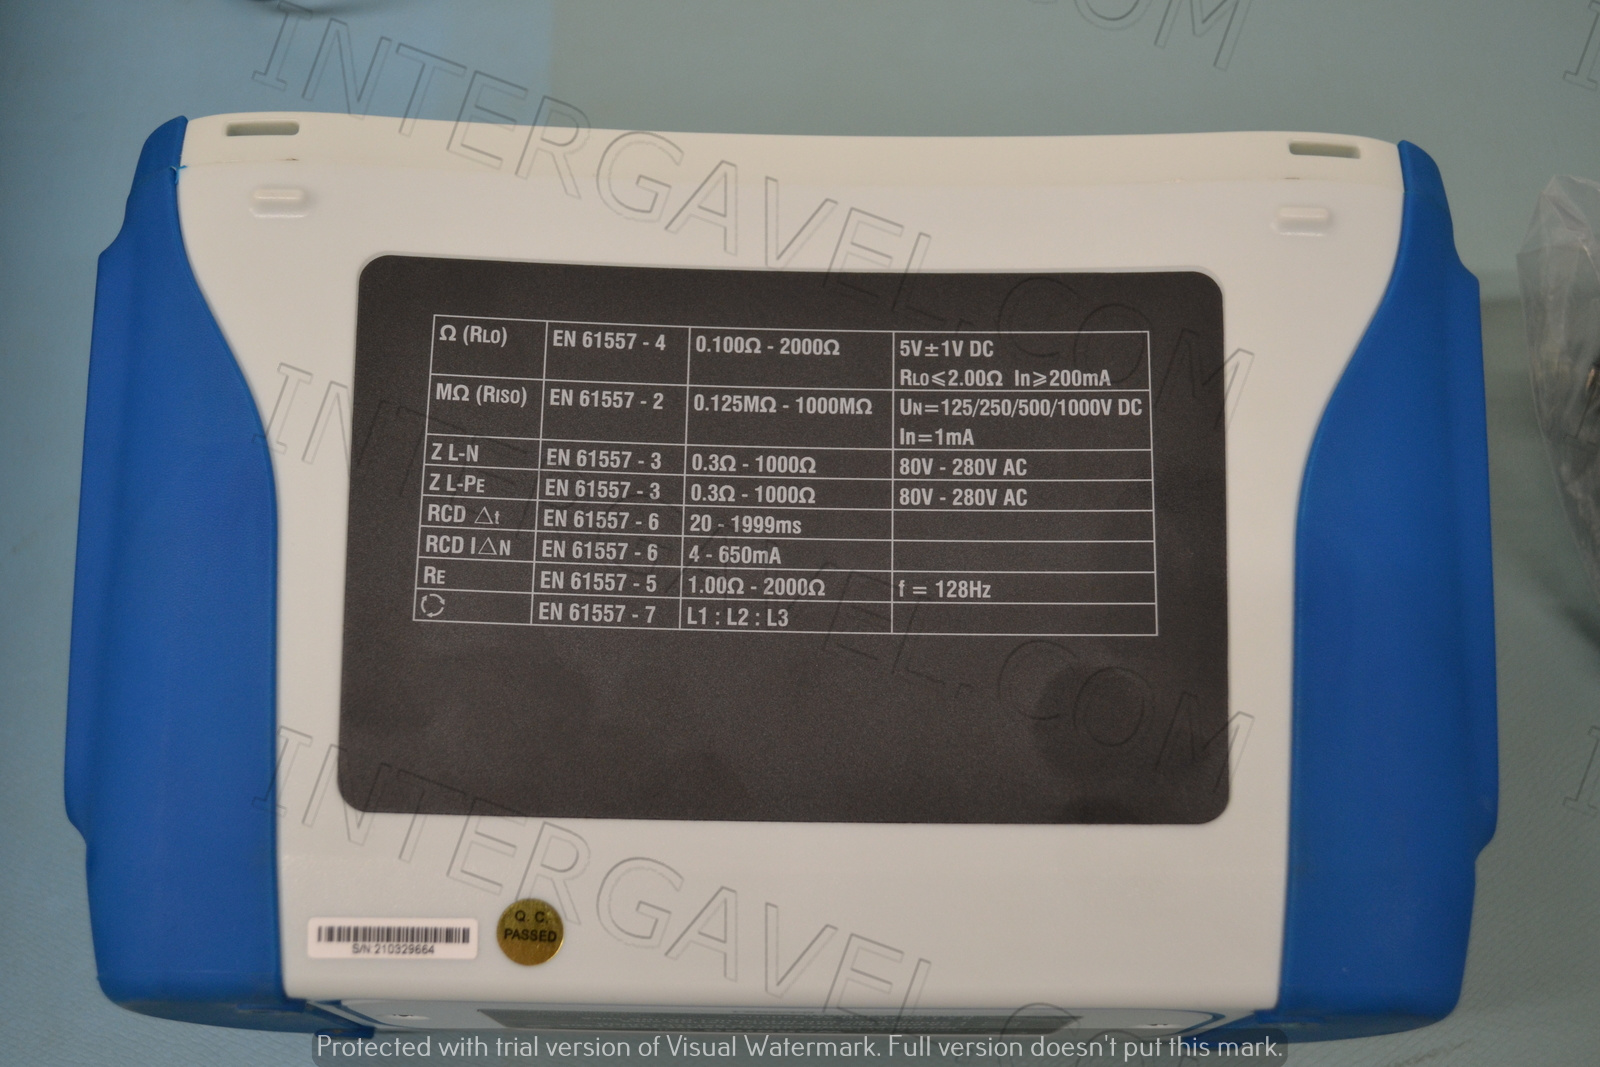 INTERGAVEL.COM
Ω (RLO) EN 61557 - 4 0.100Ω - 2000Ω 5V±1V DC
RLO≤2.00Ω In≥200mA
MΩ (RISO) EN 61557 - 2 0.125MΩ - 1000MΩ UN=125/250/500/1000V DC
In=1mA
Z L-N EN 61557 - 3 0.3Ω - 1000Ω 80V - 280V AC
Z L-PE EN 61557 - 3 0.3Ω - 1000Ω 80V - 280V AC
RCD △t EN 61557 - 6 20 - 1999ms
RCD I△N EN 61557 - 6 4 - 650mA
RE EN 61557 - 5 1.00Ω - 2000Ω f = 128Hz
EN 61557 - 7 L1 : L2 : L3
INTERGAVEL.COM
INTERGAVEL.COM
Q. C.
PASSED
S/N 210329664
Protected with trial version of Visual Watermark. Full version doesn't put this mark.